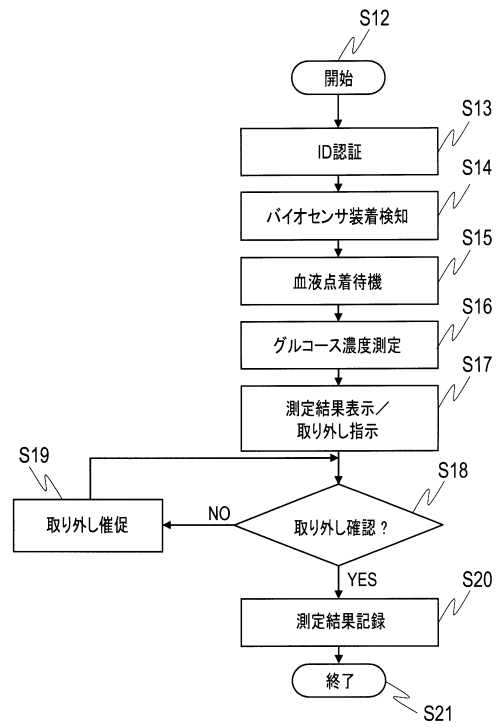 S12
開始
S13
ID認証
S14
バイオセンサ装着検知
S15
血液点着待機
S16
グルコース濃度測定
S17
測定結果表示／
取り外し指示
S18
取り外し確認？
NO
S19
取り外し催促
YES
S20
測定結果記録
終了
S21